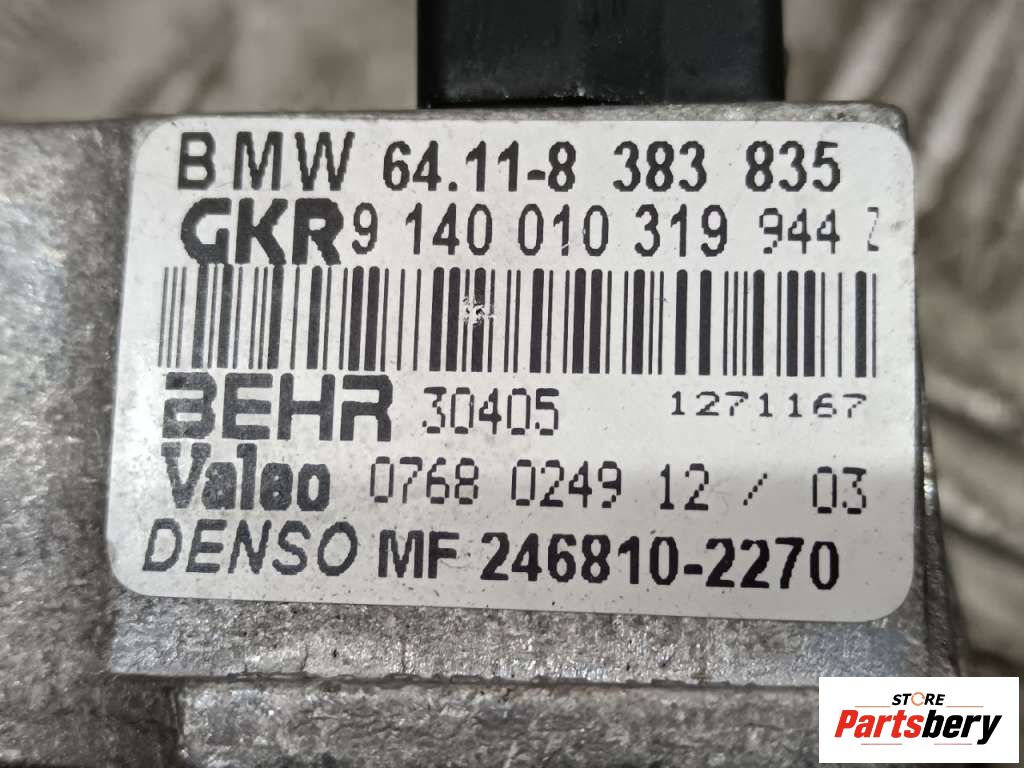 BMW 64.11-8 383 835
GKR 9 140 010 319 944
BEHR 30405 1271167
Valeo 0768 0249 12 / 03
DENSO MF 246810-2270
STORE
Partsbery